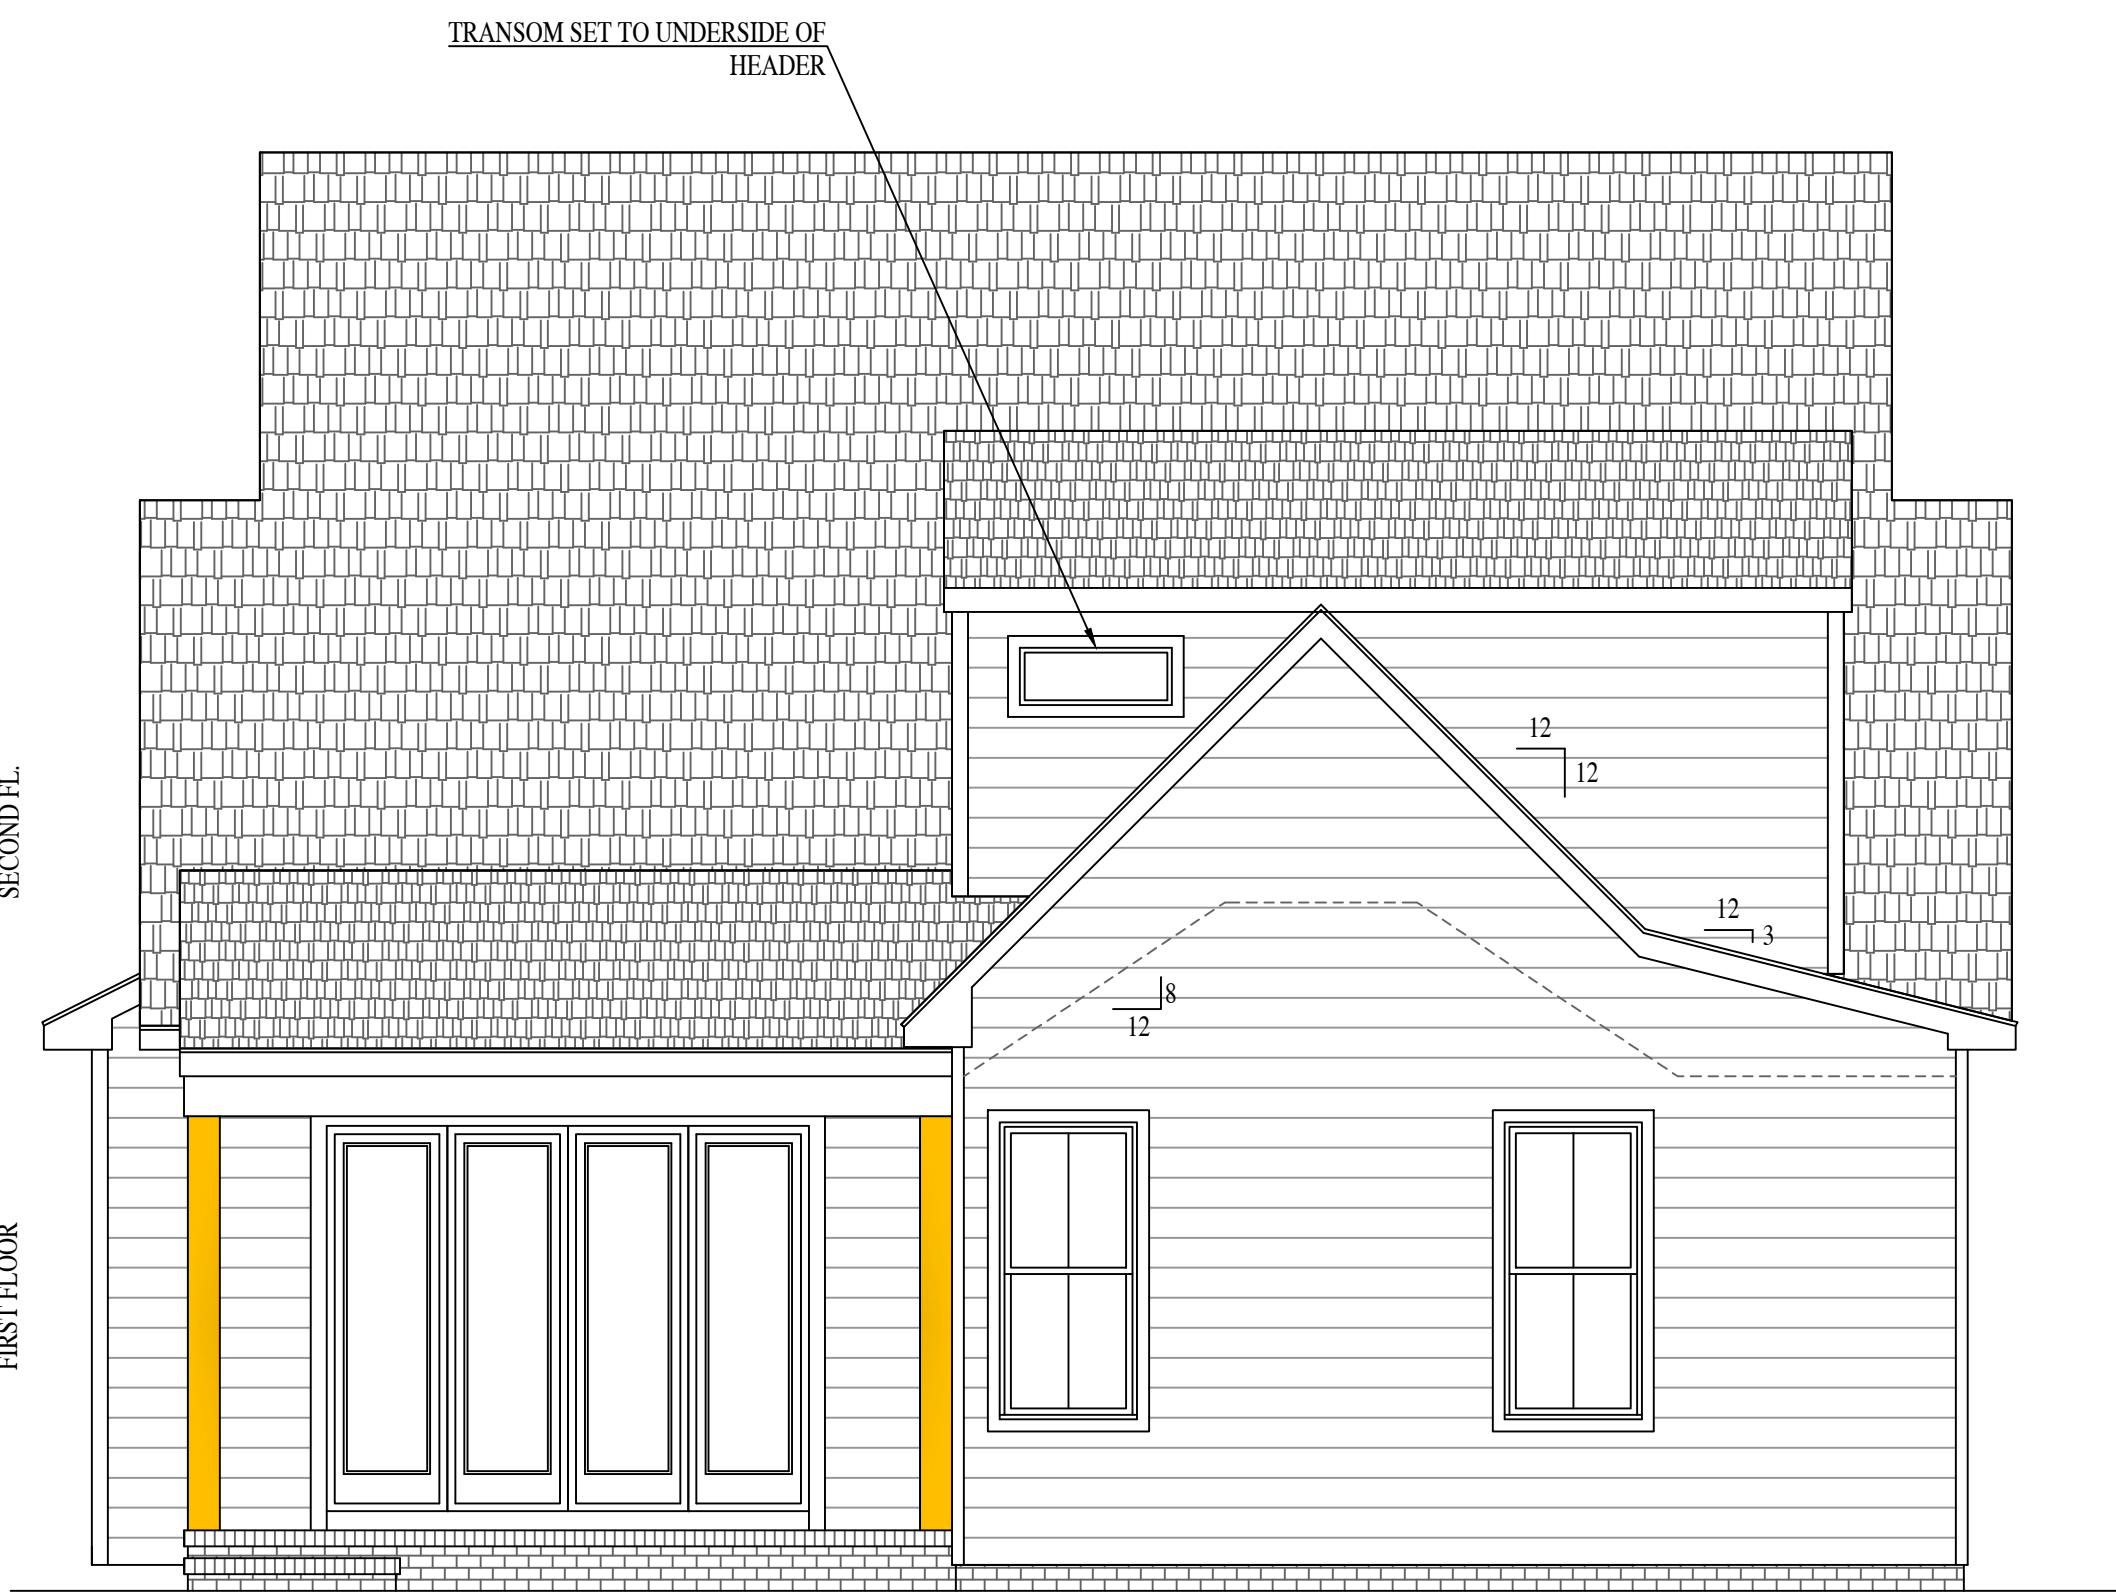 TRANSOM SET TO UNDERSIDE OF
HEADER
12
12
12
3
8
12
SECOND FL.
FIRST FLOOR